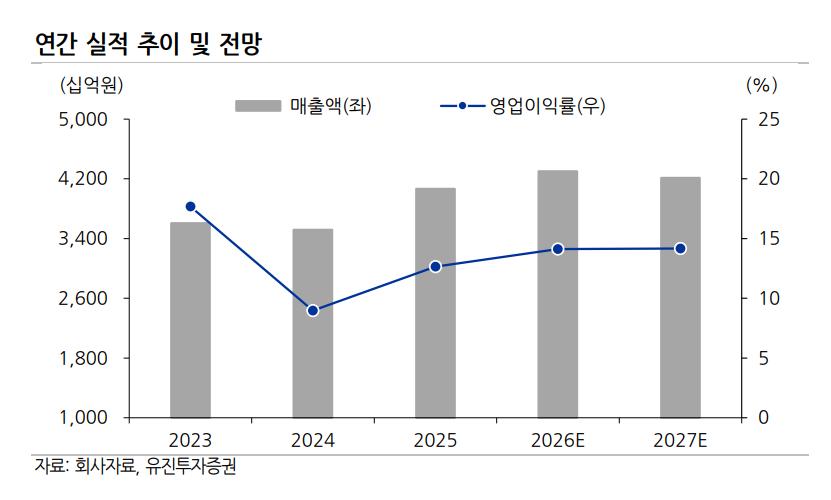 연간 실적 추이 및 전망
(십억원) (%)
매출액(좌) 영업이익률(우)
5,000 25
4,200 20
3,400 15
2,600 10
1,800 5
1,000 0
2023 2024 2025 2026E 2027E
자료: 회사자료, 유진투자증권